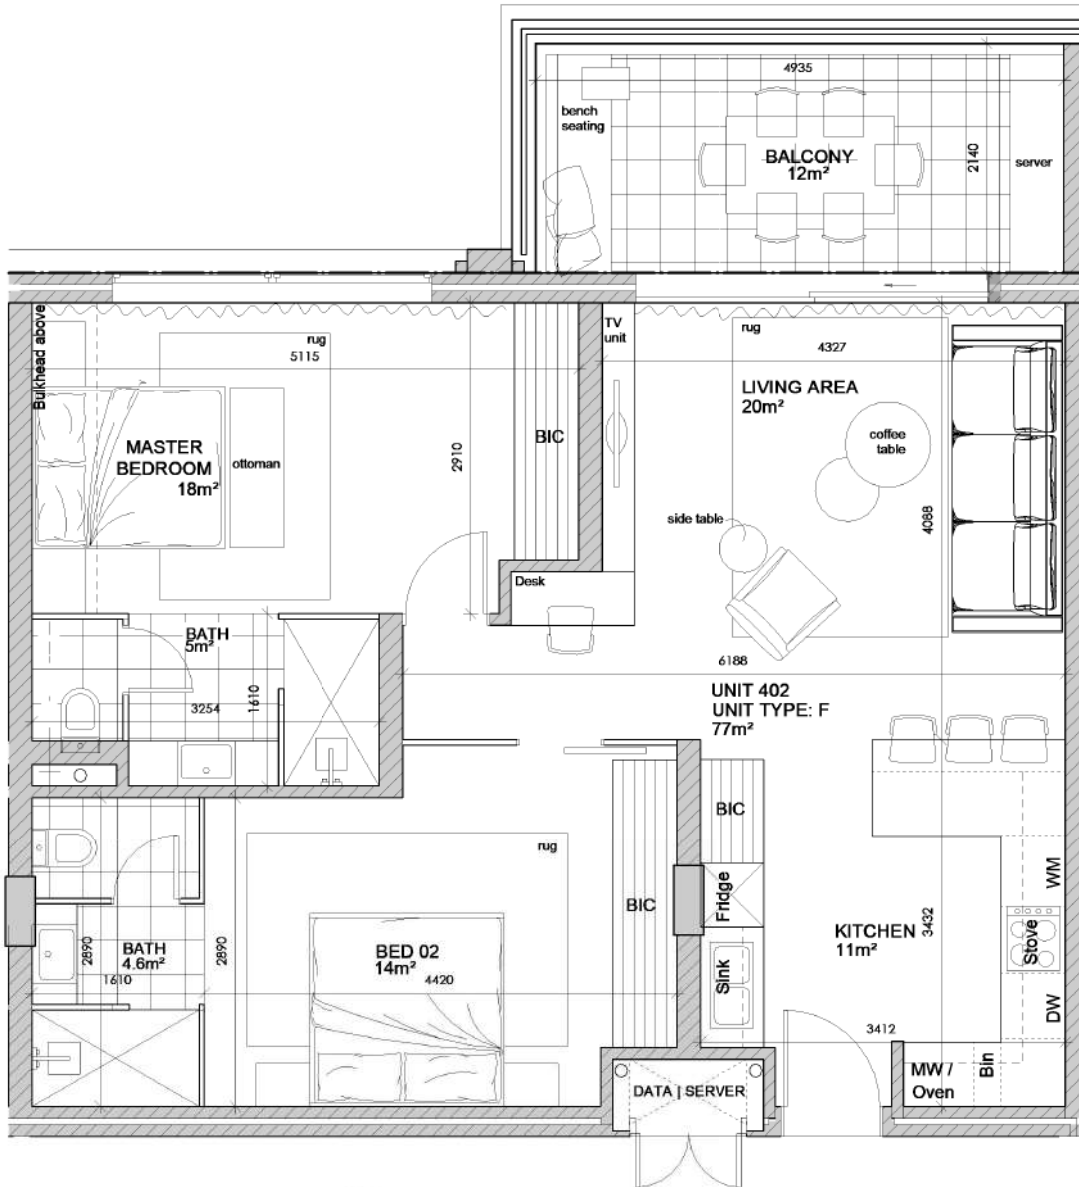 4935
bench
seating
BALCONY
12m²
2140
server
Bulkhead above
rug
5115
TV
unit
rug
4327
LIVING AREA
20m²
MASTER
BEDROOM
18m²
ottoman
2910
BIC
coffee
table
4088
side table
Desk
BATH
5m²
3254
1610
6188
UNIT 402
UNIT TYPE: F
77m²
rug
BIC
BIC
Fridge
WM
KITCHEN
11m²
3432
Stove
BATH
4.6m²
2890
1610
2890
BED 02
14m²
4420
Sink
3412
DW
MW /
Oven
Bin
DATA | SERVER